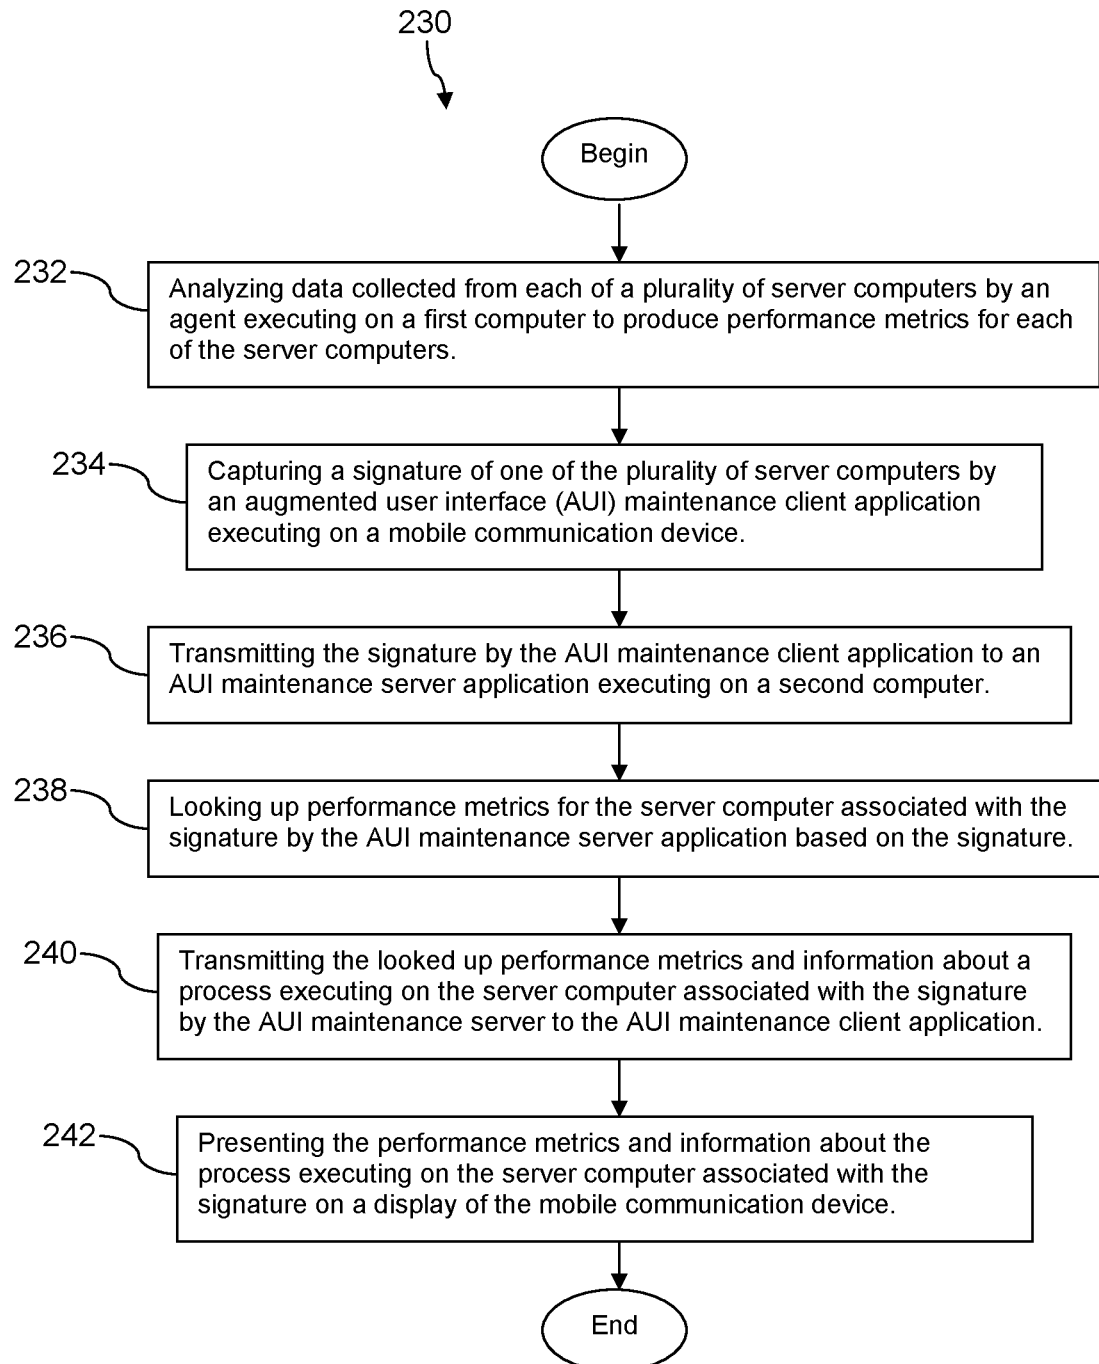 230
Begin
232
Analyzing data collected from each of a plurality of server computers by an
agent executing on a first computer to produce performance metrics for each
of the server computers.
234
Capturing a signature of one of the plurality of server computers by
an augmented user interface (AUI) maintenance client application
executing on a mobile communication device.
236
Transmitting the signature by the AUI maintenance client application to an
AUI maintenance server application executing on a second computer.
238
Looking up performance metrics for the server computer associated with the
signature by the AUI maintenance server application based on the signature.
240
Transmitting the looked up performance metrics and information about a
process executing on the server computer associated with the signature
by the AUI maintenance server to the AUI maintenance client application.
242
Presenting the performance metrics and information about the
process executing on the server computer associated with the
signature on a display of the mobile communication device.
End